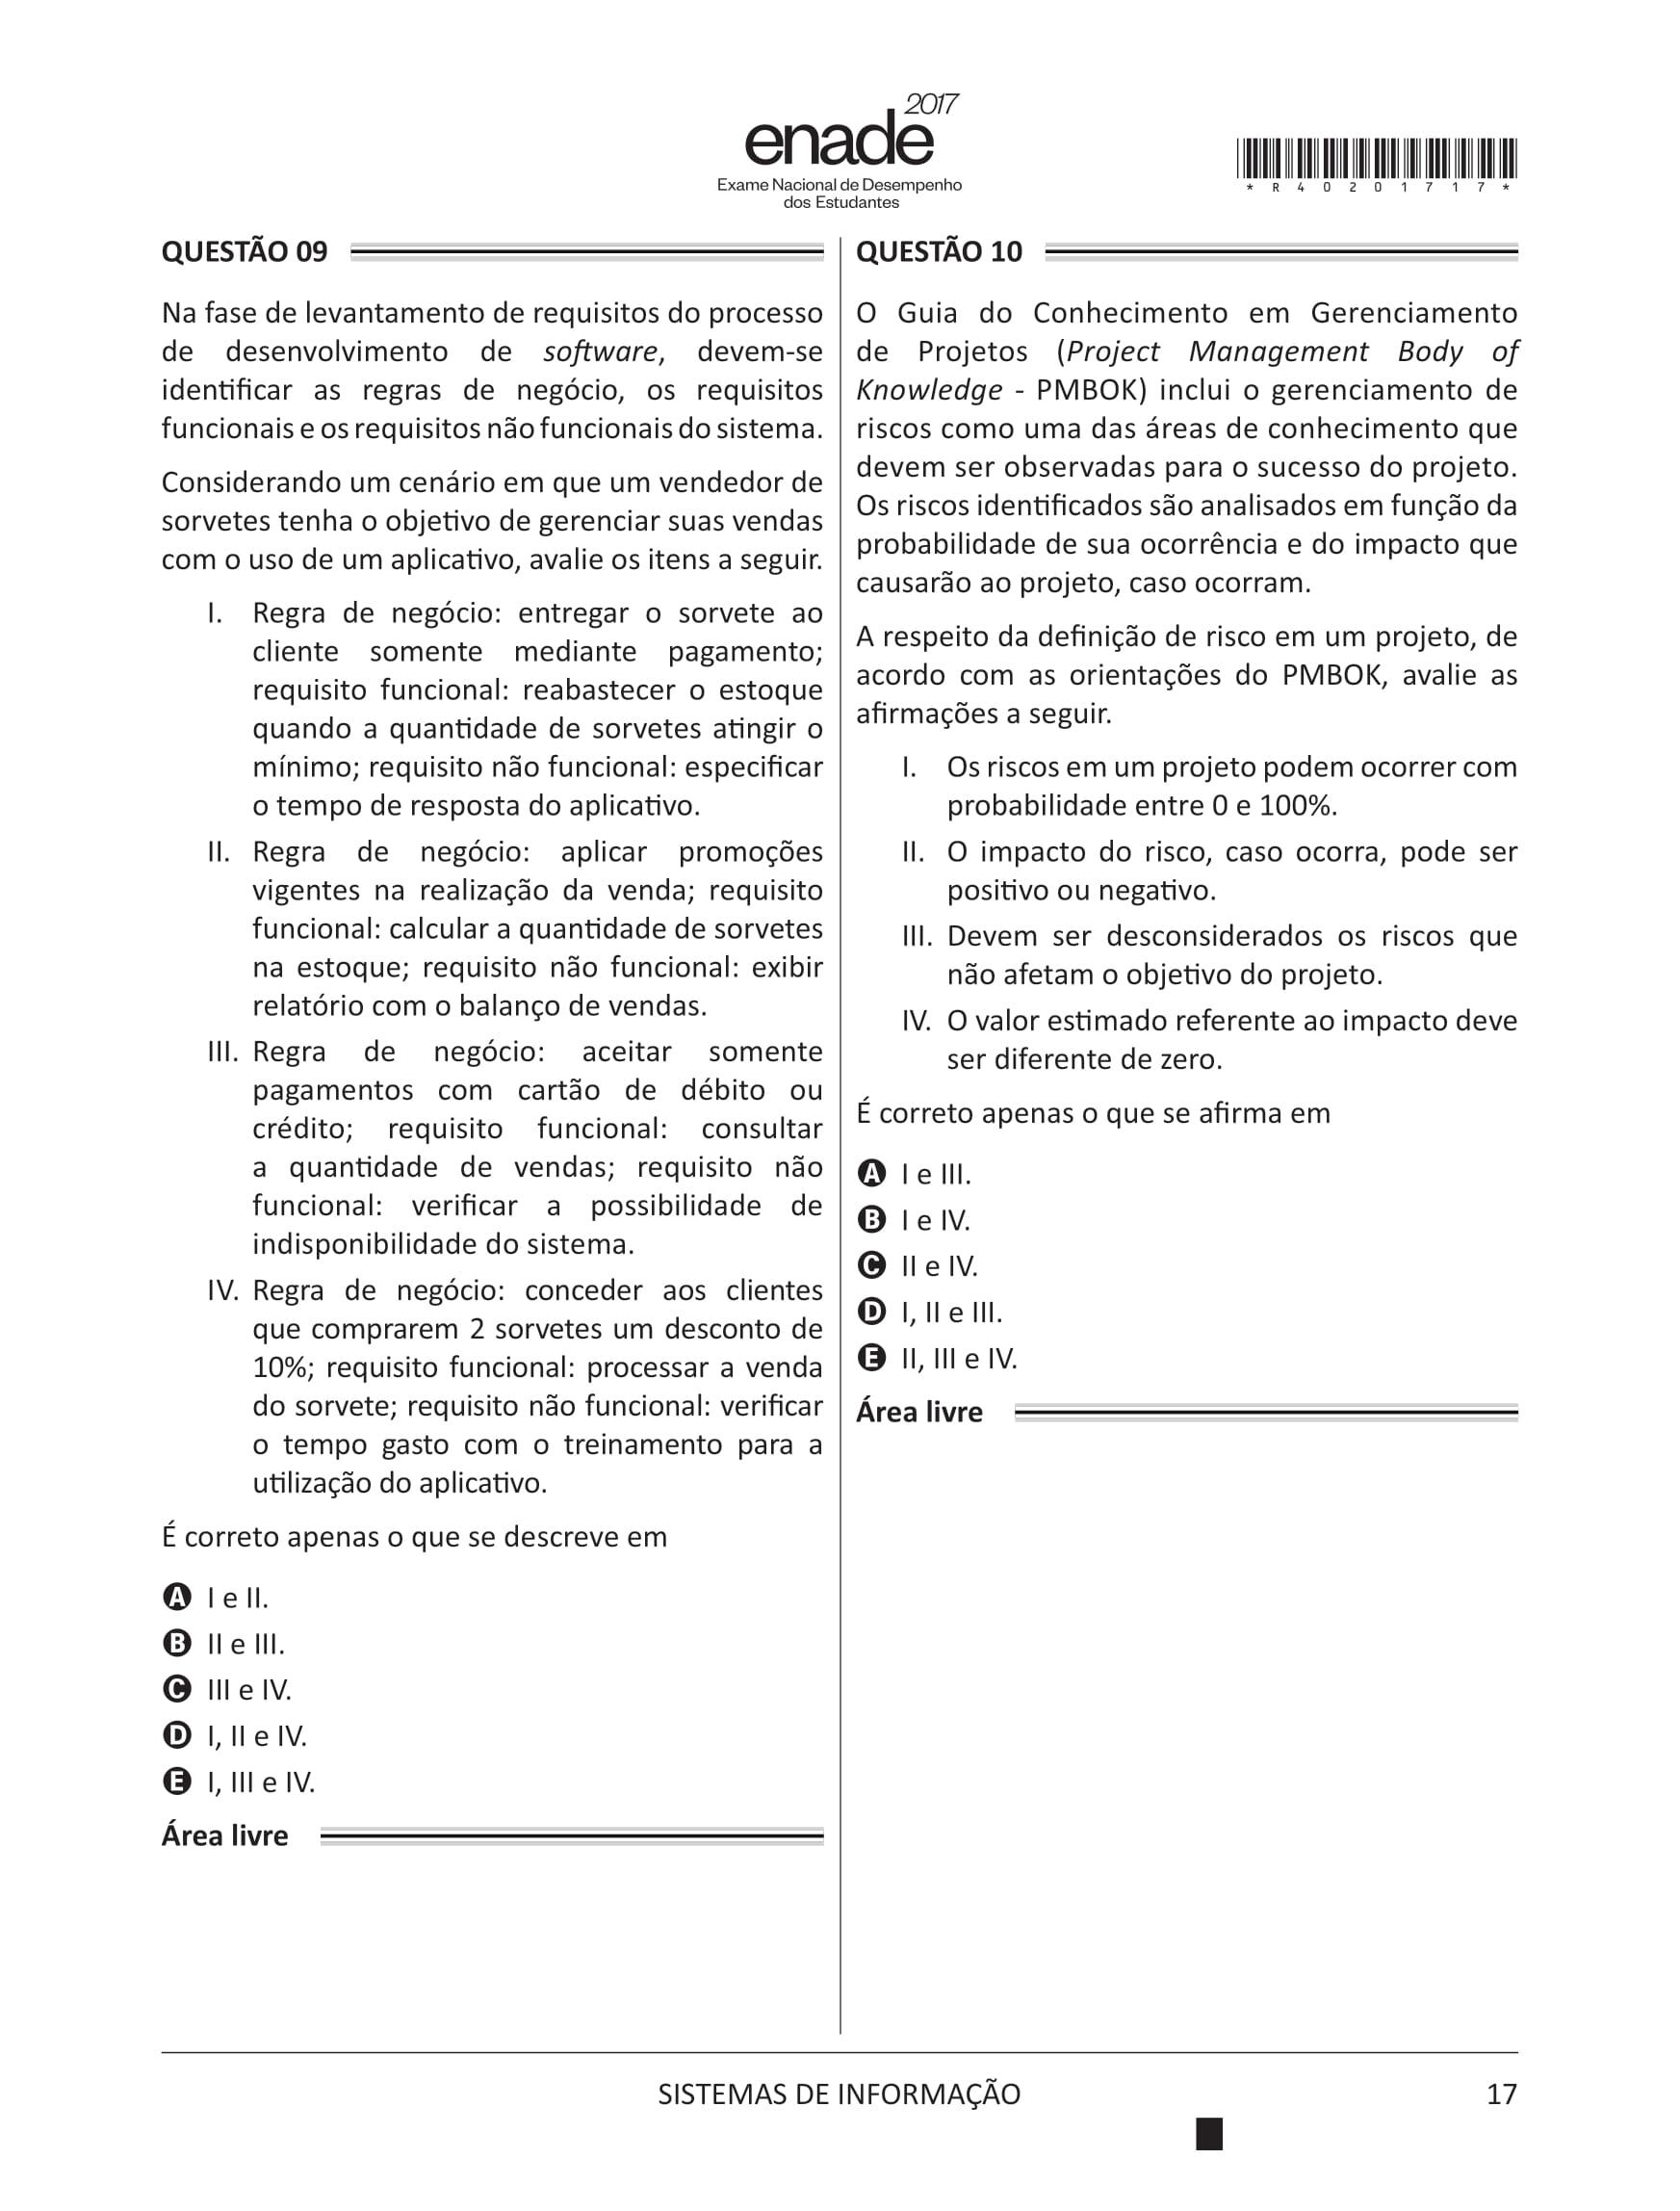 enade 2017
Exame Nacional de Desempenho
dos Estudantes
*R40201717*
QUESTÃO 09
Na fase de levantamento de requisitos do processo
de desenvolvimento de software, devem-se
identificar as regras de negócio, os requisitos
funcionais e os requisitos não funcionais do sistema.
Considerando um cenário em que um vendedor de
sorvetes tenha o objetivo de gerenciar suas vendas
com o uso de um aplicativo, avalie os itens a seguir.
I. Regra de negócio: entregar o sorvete ao
cliente somente mediante pagamento;
requisito funcional: reabastecer o estoque
quando a quantidade de sorvetes atingir o
mínimo; requisito não funcional: especificar
o tempo de resposta do aplicativo.
II. Regra de negócio: aplicar promoções
vigentes na realização da venda; requisito
funcional: calcular a quantidade de sorvetes
na estoque; requisito não funcional: exibir
relatório com o balanço de vendas.
III. Regra de negócio: aceitar somente
pagamentos com cartão de débito ou
crédito; requisito funcional: consultar
a quantidade de vendas; requisito não
funcional: verificar a possibilidade de
indisponibilidade do sistema.
IV. Regra de negócio: conceder aos clientes
que comprarem 2 sorvetes um desconto de
10%; requisito funcional: processar a venda
do sorvete; requisito não funcional: verificar
o tempo gasto com o treinamento para a
utilização do aplicativo.
É correto apenas o que se descreve em
A I e II.
B II e III.
C III e IV.
D I, II e IV.
E I, III e IV.
Área livre
QUESTÃO 10
O Guia do Conhecimento em Gerenciamento
de Projetos (Project Management Body of
Knowledge - PMBOK) inclui o gerenciamento de
riscos como uma das áreas de conhecimento que
devem ser observadas para o sucesso do projeto.
Os riscos identificados são analisados em função da
probabilidade de sua ocorrência e do impacto que
causarão ao projeto, caso ocorram.
A respeito da definição de risco em um projeto, de
acordo com as orientações do PMBOK, avalie as
afirmações a seguir.
I. Os riscos em um projeto podem ocorrer com
probabilidade entre 0 e 100%.
II. O impacto do risco, caso ocorra, pode ser
positivo ou negativo.
III. Devem ser desconsiderados os riscos que
não afetam o objetivo do projeto.
IV. O valor estimado referente ao impacto deve
ser diferente de zero.
É correto apenas o que se afirma em
A I e III.
B I e IV.
C II e IV.
D I, II e III.
E II, III e IV.
Área livre
SISTEMAS DE INFORMAÇÃO
17